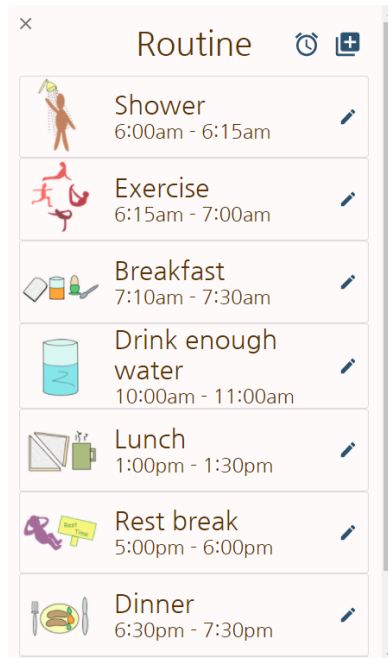 Routine
Shower
6:00am - 6:15am
Exercise
6:15am - 7:00am
Breakfast
7:10am - 7:30am
Drink enough
water
10:00am - 11:00am
Lunch
1:00pm - 1:30pm
Rest break
5:00pm - 6:00pm
Rest
Time
Dinner
6:30pm - 7:30pm